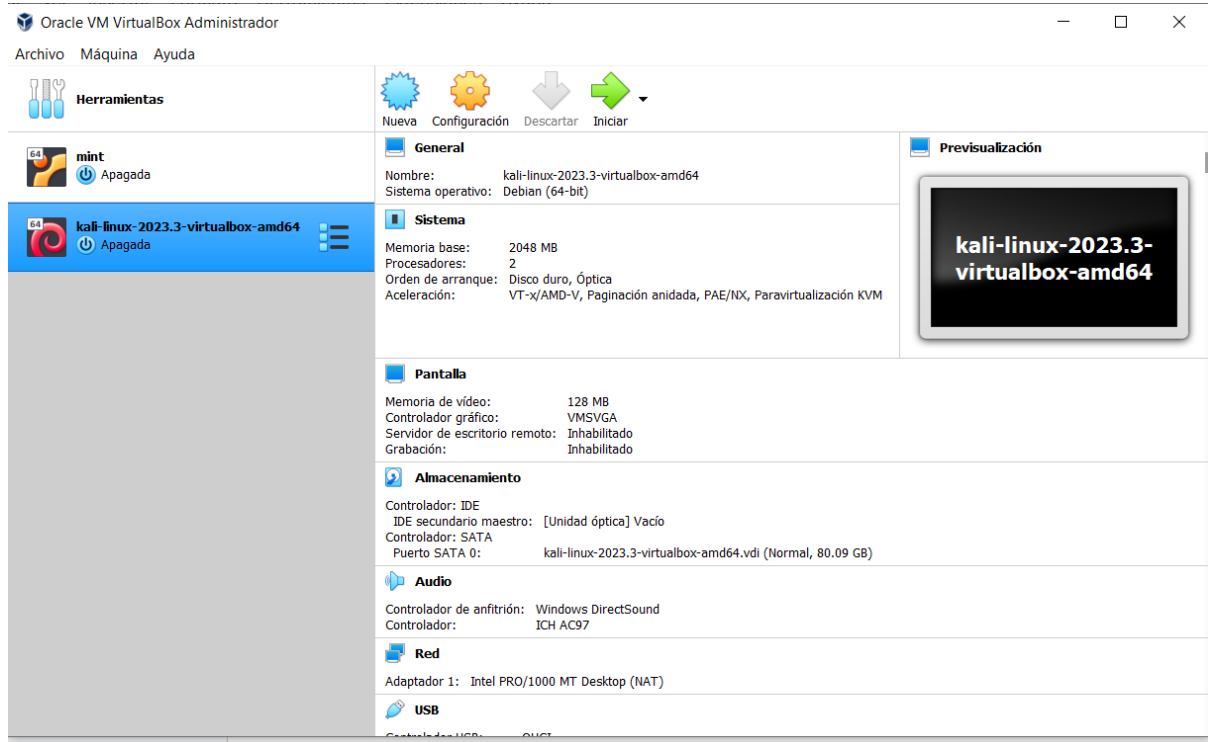 Oracle VM VirtualBox Administrador
Archivo Máquina Ayuda
Herramientas
64
mint
Apagada
64
kali-linux-2023.3-virtualbox-amd64
Apagada
Nueva Configuración Descartar Iniciar
General
Nombre: kali-linux-2023.3-virtualbox-amd64
Sistema operativo: Debian (64-bit)
Sistema
Memoria base: 2048 MB
Procesadores: 2
Orden de arranque: Disco duro, Óptica
Aceleración: VT-x/AMD-V, Paginación anidada, PAE/NX, Paravirtualización KVM
Previsualización
kali-linux-2023.3-
virtualbox-amd64
Pantalla
Memoria de vídeo: 128 MB
Controlador gráfico: VMSVGA
Servidor de escritorio remoto: Inhabilitado
Grabación: Inhabilitado
Almacenamiento
Controlador: IDE
IDE secundario maestro: [Unidad óptica] Vacío
Controlador: SATA
Puerto SATA 0: kali-linux-2023.3-virtualbox-amd64.vdi (Normal, 80.09 GB)
Audio
Controlador de anfitrión: Windows DirectSound
Controlador: ICH AC97
Red
Adaptador 1: Intel PRO/1000 MT Desktop (NAT)
USB